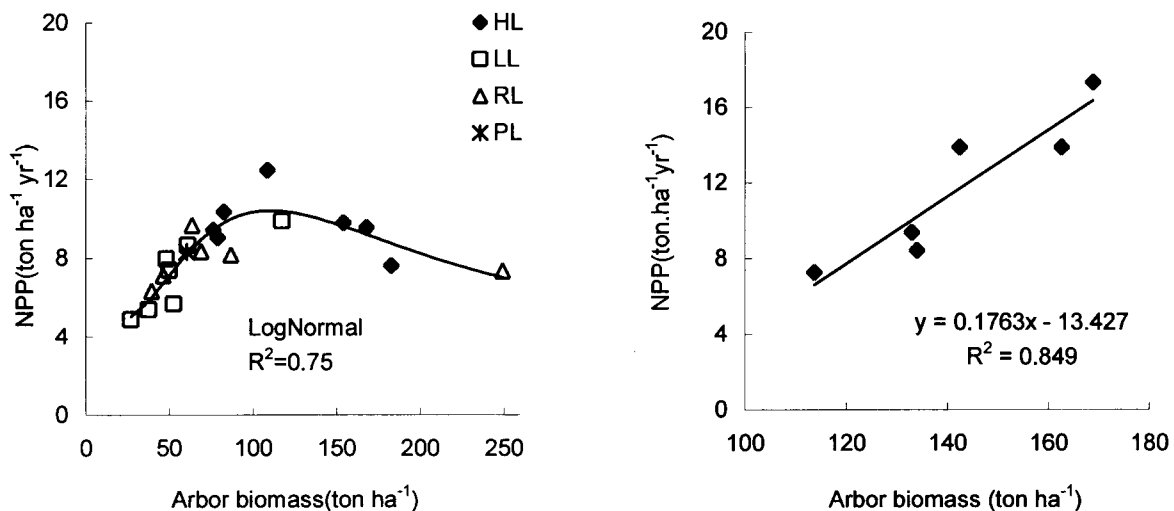 NPP(ton ha⁻¹ yr⁻¹)
20
16
12
8
4
0
HL
LL
RL
PL
LogNormal
R²=0.75
0 50 100 150 200 250
Arbor biomass(ton ha⁻¹)
NPP(ton.ha⁻¹yr⁻¹)
20
16
12
8
4
0
y = 0.1763x - 13.427
R² = 0.849
100 120 140 160 180
Arbor biomass (ton ha⁻¹)